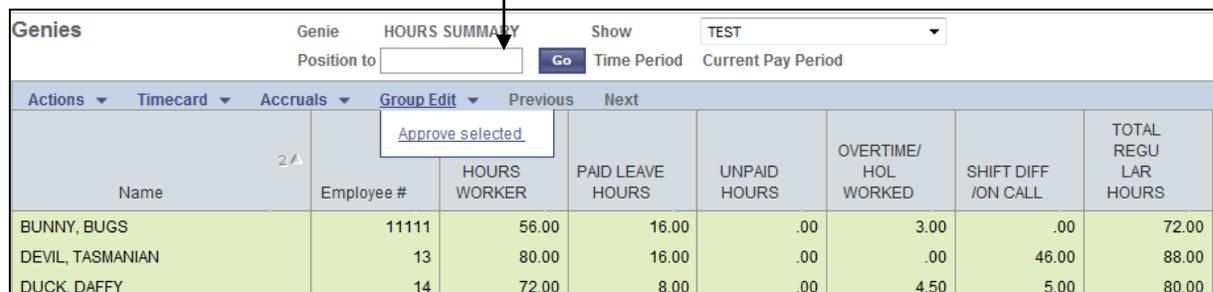 Genies Genie HOURS SUMMARY Show TEST
Position to Go Time Period Current Pay Period
Actions Timecard Accruals Group Edit Previous Next
Approve selected
2
Name Employee # HOURS WORKER PAID LEAVE HOURS UNPAID HOURS OVERTIME/ HOL WORKED SHIFT DIFF /ON CALL TOTAL REGU LAR HOURS
BUNNY, BUGS 11111 56.00 16.00 .00 3.00 .00 72.00
DEVIL, TASMANIAN 13 80.00 16.00 .00 .00 46.00 88.00
DUCK, DAFFY 14 72.00 8.00 .00 4.50 5.00 80.00